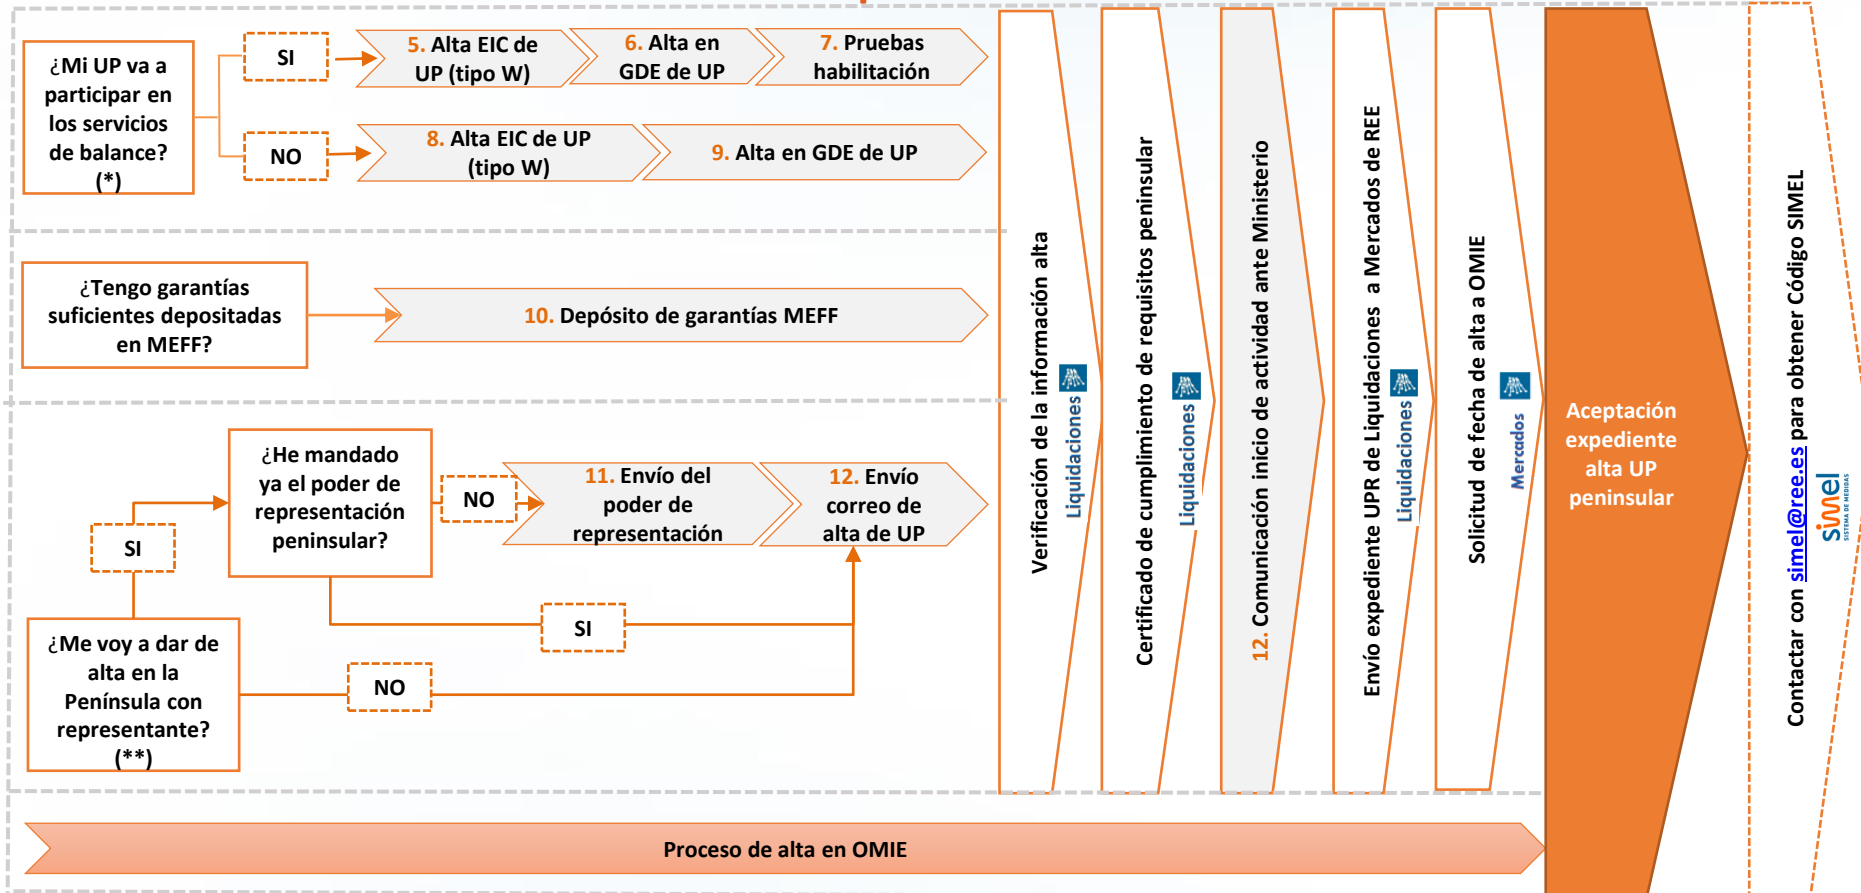 ¿Mi UP va a
participar en
los servicios
de balance?
(*)
SI
5. Alta EIC de
UP (tipo W)
6. Alta en
GDE de UP
7. Pruebas
habilitación
NO
8. Alta EIC de UP
(tipo W)
9. Alta en GDE de UP
¿Tengo garantías
suficientes depositadas
en MEFF?
10. Depósito de garantías MEFF
¿He mandado
ya el poder de
representación
peninsular?
NO
11. Envío del
poder de
representación
12. Envío
correo de
alta de UP
SI
SI
¿Me voy a dar de
alta en la
Península con
representante?
(**)
NO
Verificación de la información alta
Liquidaciones
Certificado de cumplimiento de requisitos peninsular
Liquidaciones
12. Comunicación inicio de actividad ante Ministerio
Envío expediente UPR de Liquidaciones a Mercados de REE
Liquidaciones
Solicitud de fecha de alta a OMIE
Mercados
Aceptación
expediente
alta UP
peninsular
Contactar con simel@ree.es para obtener Código SIMEL
simel
SISTEMA DE MEDIDAS
Proceso de alta en OMIE